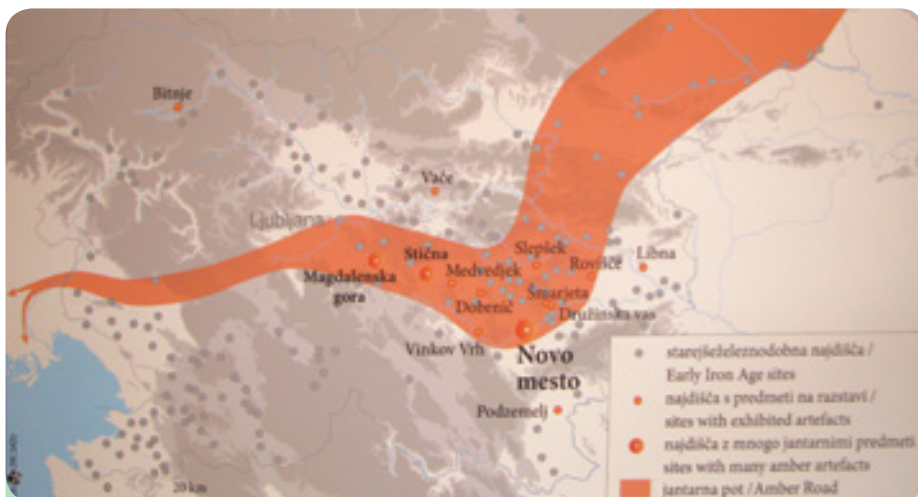 Bitnje
Vače
Ljubljana
Stična
Slepšek
Magdalenska
gora
Medvedjek
Rovišče
Libna
Dobenič
Šmarjeta
Družinska vas
Vinkov Vrh
Novo
mesto
Podzemelj
20 km
starejšeželeznodobna najdišča /
Early Iron Age sites
najdišča s predmeti na razstavi /
sites with exhibited artefacts
najdišča z mnogo jantarnimi predmeti
sites with many amber artefacts
jantarna pot / Amber Road